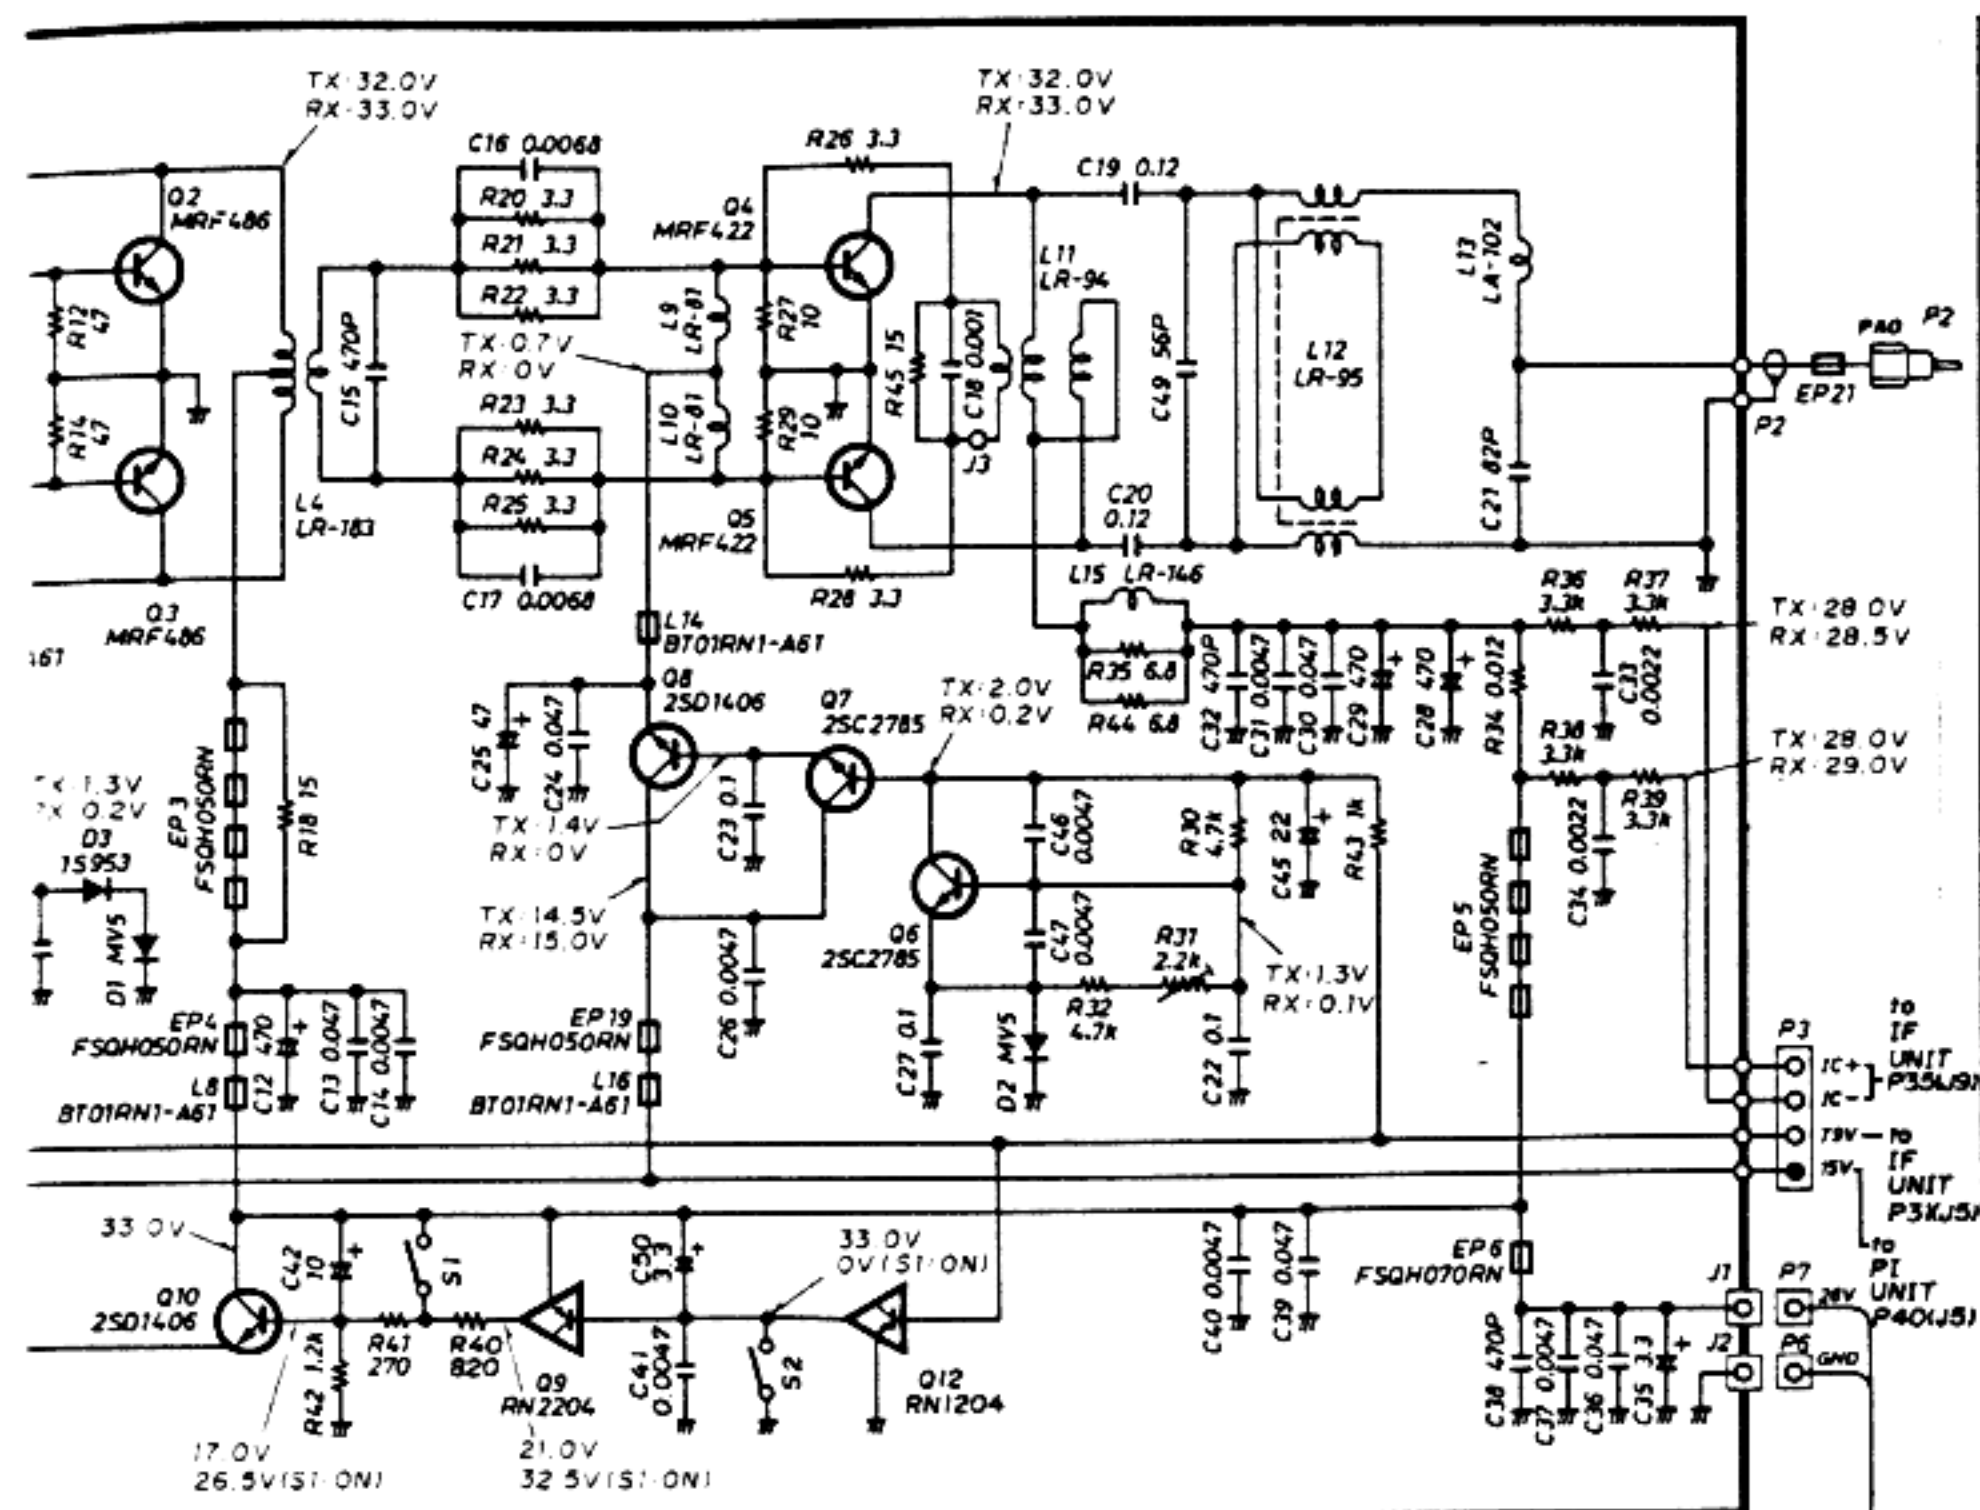 TX:32.0V
RX:33.0V
Q2
MRF486
R12
47
R14
47
Q3
MRF486
L4
LR-183
C15 470P
C16 0.0068
R20 3.3
R21 3.3
R22 3.3
TX:0.7V
RX:0V
R23 3.3
R24 3.3
R25 3.3
C17 0.0068
L9
LR-81
L10
LR-81
Q4
MRF422
Q5
MRF422
R26 3.3
R27
10
R29
10
R28 3.3
R45 15
C18 0.001
J3
TX:32.0V
RX:33.0V
L11
LR-94
C19 0.12
C49 56P
C20
0.12
L12
LR-95
L13
LA-102
C21 82P
P2
EP21
PA0
P2
L15 LR-146
R35 6.8
R44 6.8
C32 470P
C31 0.0047
C30 0.047
C29 470
+
C28 470
+
R34 0.012
R36
3.3k
R37
3.3k
C33
0.0022
TX:28.0V
RX:28.5V
R38
3.3k
R39
3.3k
C34 0.0022
TX:28.0V
RX:29.0V
L14
BT01RN1-A61
Q8
2SD1406
C25 47
+
C24 0.047
Q7
2SC2785
TX:2.0V
RX:0.2V
C23 0.1
TX:1.4V
RX:0V
TX:14.5V
RX:15.0V
C26 0.0047
Q6
2SC2785
C46
0.0047
C47
0.0047
R30
4.7k
C45 22
+
R43 1k
R31
2.2k
R32
4.7k
TX:1.3V
RX:0.1V
C27 0.1
D2 MV5
C22 0.1
EP19
FSQH050RN
L16
BT01RN1-A61
EP5
FSQH050RN
EP3
FSQH050RN
R18 15
D3
1S953
D1 MV5
EP4
FSQH050RN
L8
BT01RN1-A61
C12 470
+
C13 0.047
C14 0.0047
P3
IC+
IC-
T9V
15V
to
IF
UNIT
to
IF
UNIT
to
PI
UNIT
P40(J5)
33.0V
Q10
2SD1406
C42
10
+
S1
R41
270
R40
820
R42 1.2k
17.0V
26.5V(S1:ON)
Q9
RN2204
21.0V
32.5V(S1:ON)
C50
3.3
+
C41
0.0047
S2
33.0V
0V(S1:ON)
Q12
RN1204
C40 0.0047
C39 0.047
EP6
FSQH070RN
C38 470P
C37 0.0047
C36 0.047
C35 3.3
+
J1
P7
J2
P6
GND